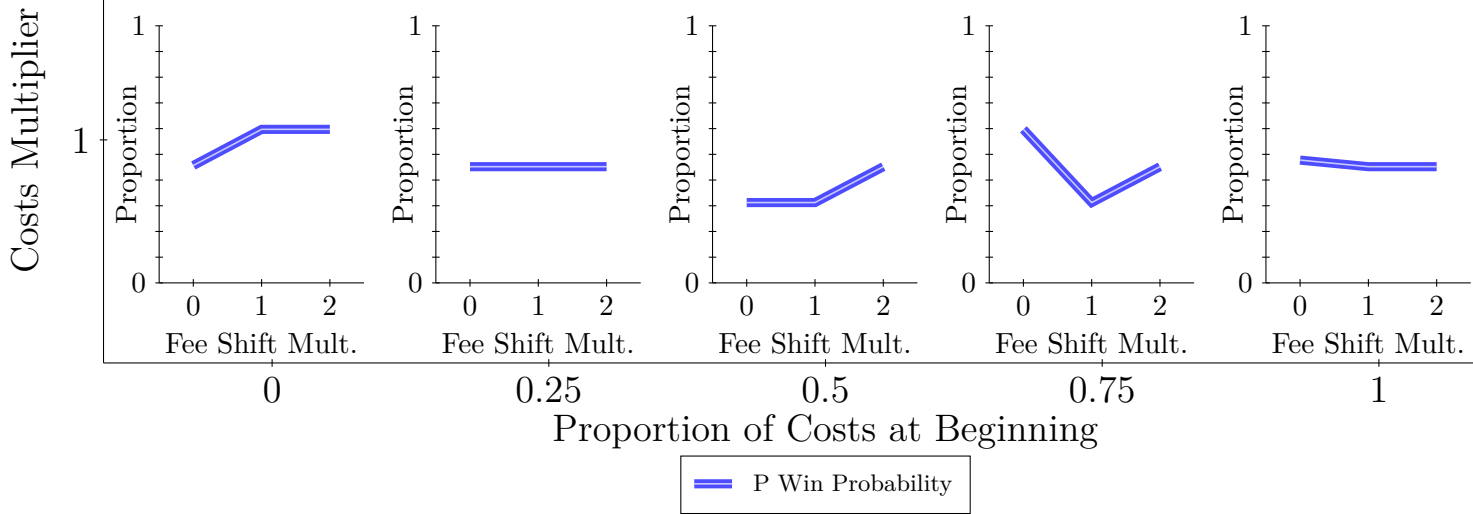 Costs Multiplier
1
1
Proportion
0
0 1 2
Fee Shift Mult.
1
Proportion
0
0 1 2
Fee Shift Mult.
1
Proportion
0
0 1 2
Fee Shift Mult.
1
Proportion
0
0 1 2
Fee Shift Mult.
1
Proportion
0
0 1 2
Fee Shift Mult.
0 0.25 0.5 0.75 1
Proportion of Costs at Beginning
P Win Probability